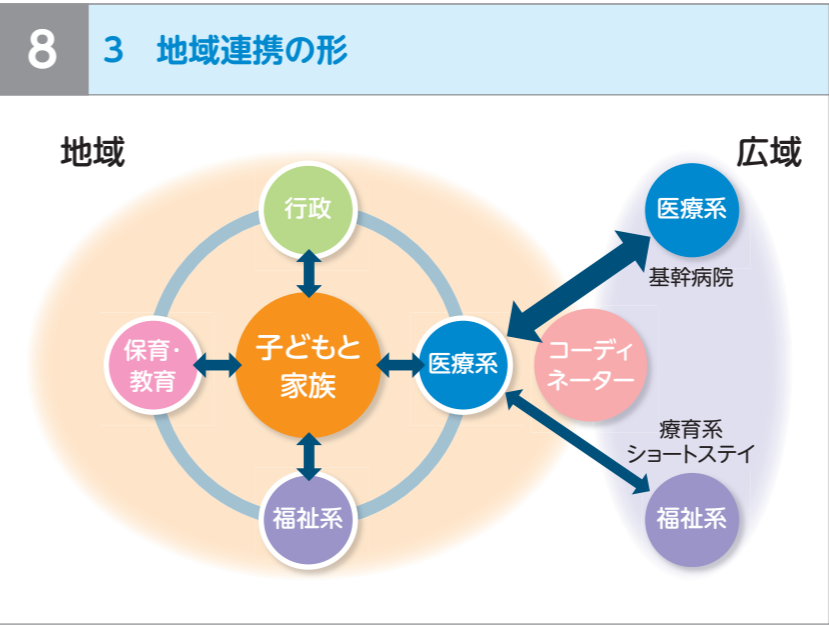 8
3 地域連携の形
地域
広域
行政
医療系
基幹病院
保育・
教育
子どもと
家族
医療系
コーディ
ネーター
療育系
ショートステイ
福祉系
福祉系